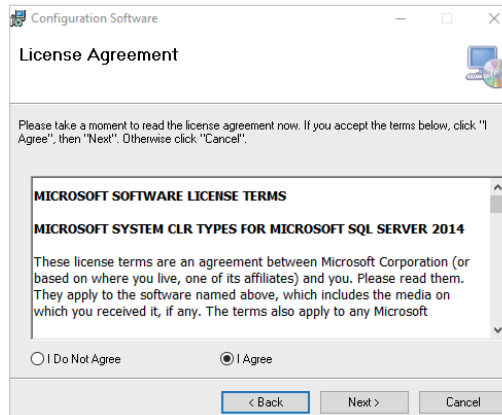 Configuration Software
License Agreement
Please take a moment to read the license agreement now. If you accept the terms below, click "I
Agree", then "Next". Otherwise click "Cancel".
MICROSOFT SOFTWARE LICENSE TERMS
MICROSOFT SYSTEM CLR TYPES FOR MICROSOFT SQL SERVER 2014
These license terms are an agreement between Microsoft Corporation (or
based on where you live, one of its affiliates) and you. Please read them.
They apply to the software named above, which includes the media on
which you received it, if any. The terms also apply to any Microsoft
I Do Not Agree I Agree
< Back Next > Cancel